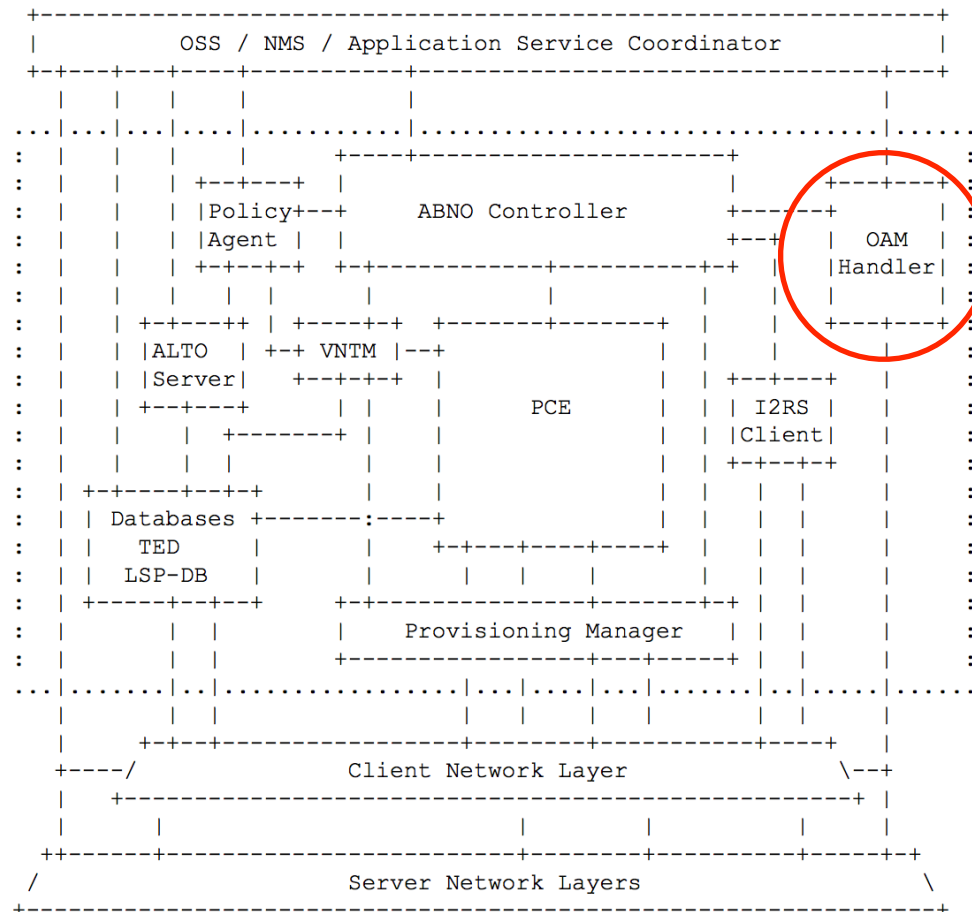 OSS / NMS / Application Service Coordinator
Policy
Agent
ABNO Controller
OAM
Handler
ALTO
Server
VNTM
PCE
I2RS
Client
Databases
TED
LSP-DB
Provisioning Manager
Client Network Layer
Server Network Layers